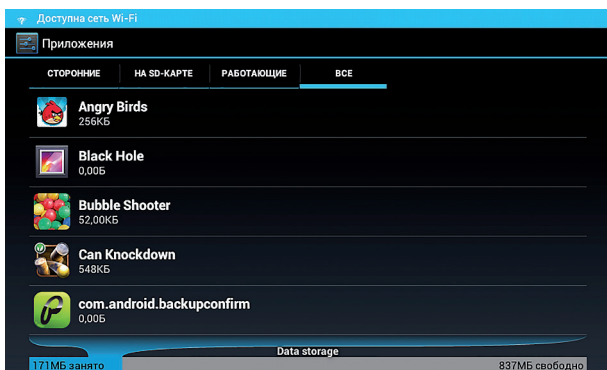 Доступна сеть Wi-Fi
Приложения
СТОРОННИЕ НА SD-КАРТЕ РАБОТАЮЩИЕ ВСЕ
Angry Birds
256КБ
Black Hole
0,00Б
Bubble Shooter
52,00КБ
Can Knockdown
548КБ
com.android.backupconfirm
0,00Б
Data storage
171МБ занято 837МБ свободно